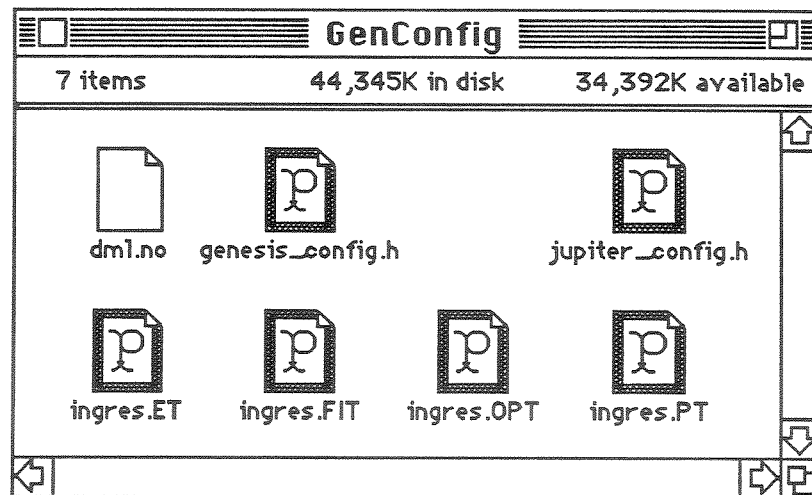 GenConfig
7 items 44,345K in disk 34,392K available
dml.no genesis_config.h jupiter_config.h
ingres.ET ingres.FIT ingres.OPT ingres.PT